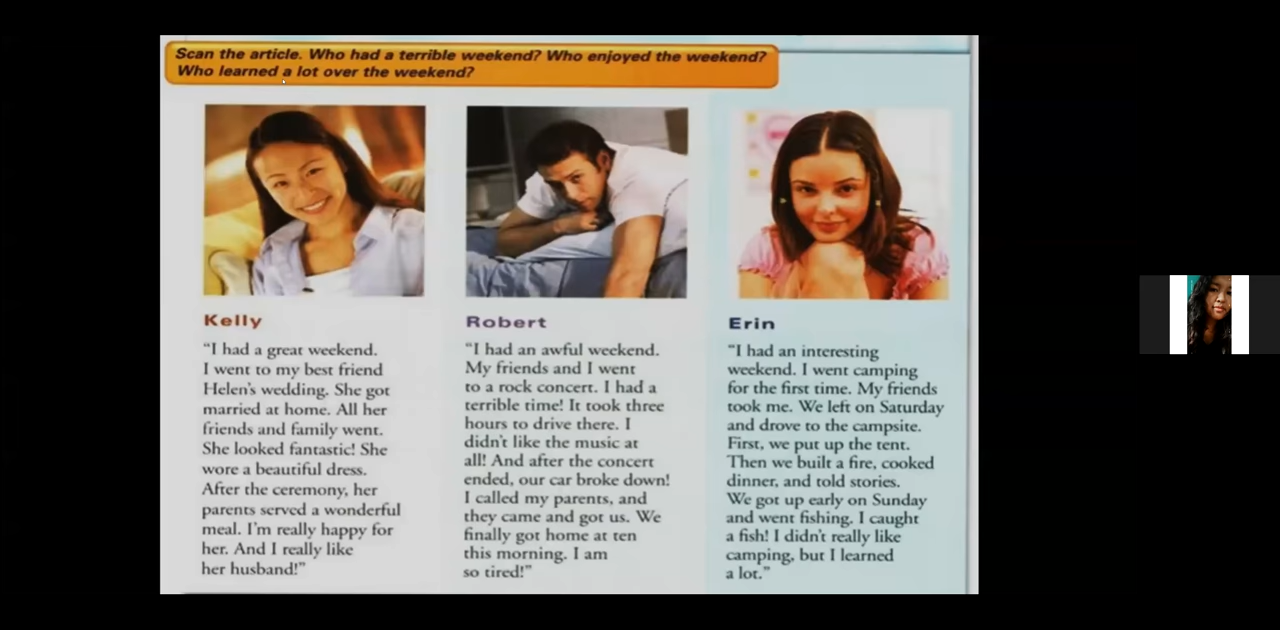 Scan the article. Who had a terrible weekend? Who enjoyed the weekend?
Who learned a lot over the weekend?
Kelly
"I had a great weekend.
I went to my best friend
Helen's wedding. She got
married at home. All her
friends and family went.
She looked fantastic! She
wore a beautiful dress.
After the ceremony, her
parents served a wonderful
meal. I'm really happy for
her. And I really like
her husband!"
Robert
"I had an awful weekend.
My friends and I went
to a rock concert. I had a
terrible time! It took three
hours to drive there. I
didn't like the music at
all! And after the concert
ended, our car broke down!
I called my parents, and
they came and got us. We
finally got home at ten
this morning. I am
so tired!"
Erin
"I had an interesting
weekend. I went camping
for the first time. My friends
took me. We left on Saturday
and drove to the campsite.
First, we put up the tent.
Then we built a fire, cooked
dinner, and told stories.
We got up early on Sunday
and went fishing. I caught
a fish! I didn't really like
camping, but I learned
a lot."